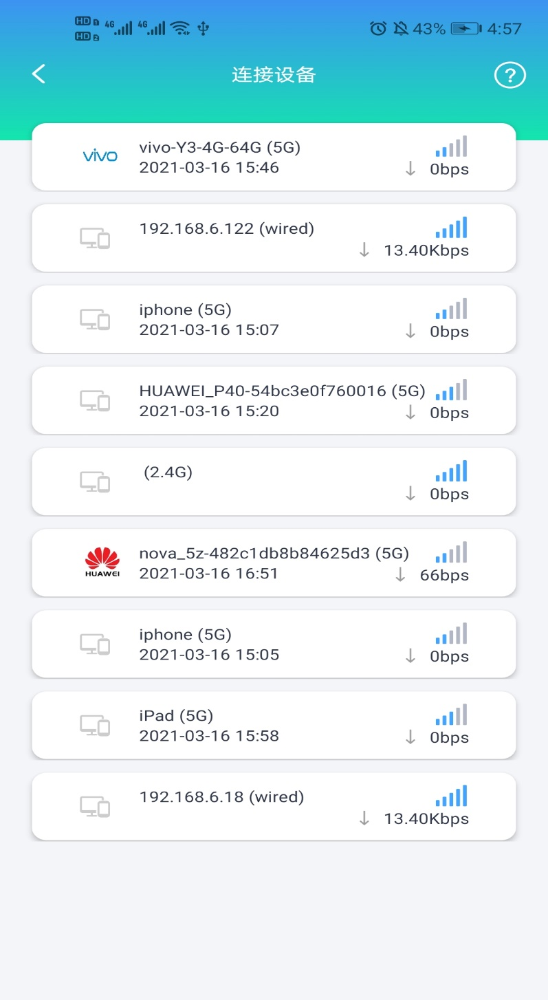 HD 1 4G 4G 43% 4:57
HD 2
连接设备
?
vivo vivo-Y3-4G-64G (5G)
2021-03-16 15:46 ↓ 0bps
192.168.6.122 (wired)
↓ 13.40Kbps
iphone (5G)
2021-03-16 15:07 ↓ 0bps
HUAWEI_P40-54bc3e0f760016 (5G)
2021-03-16 15:20 ↓ 0bps
(2.4G)
↓ 0bps
nova_5z-482c1db8b84625d3 (5G)
HUAWEI 2021-03-16 16:51 ↓ 66bps
iphone (5G)
2021-03-16 15:05 ↓ 0bps
iPad (5G)
2021-03-16 15:58 ↓ 0bps
192.168.6.18 (wired)
↓ 13.40Kbps